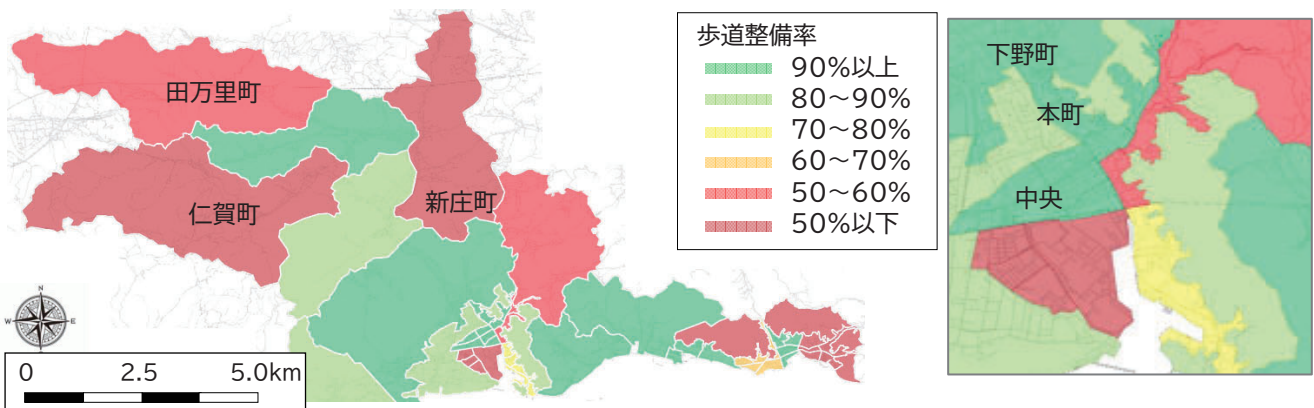 田万里町
仁賀町
新庄町
N
W
E
S
0 2.5 5.0km
歩道整備率
90%以上
80～90%
70～80%
60～70%
50～60%
50%以下
下野町
本町
中央